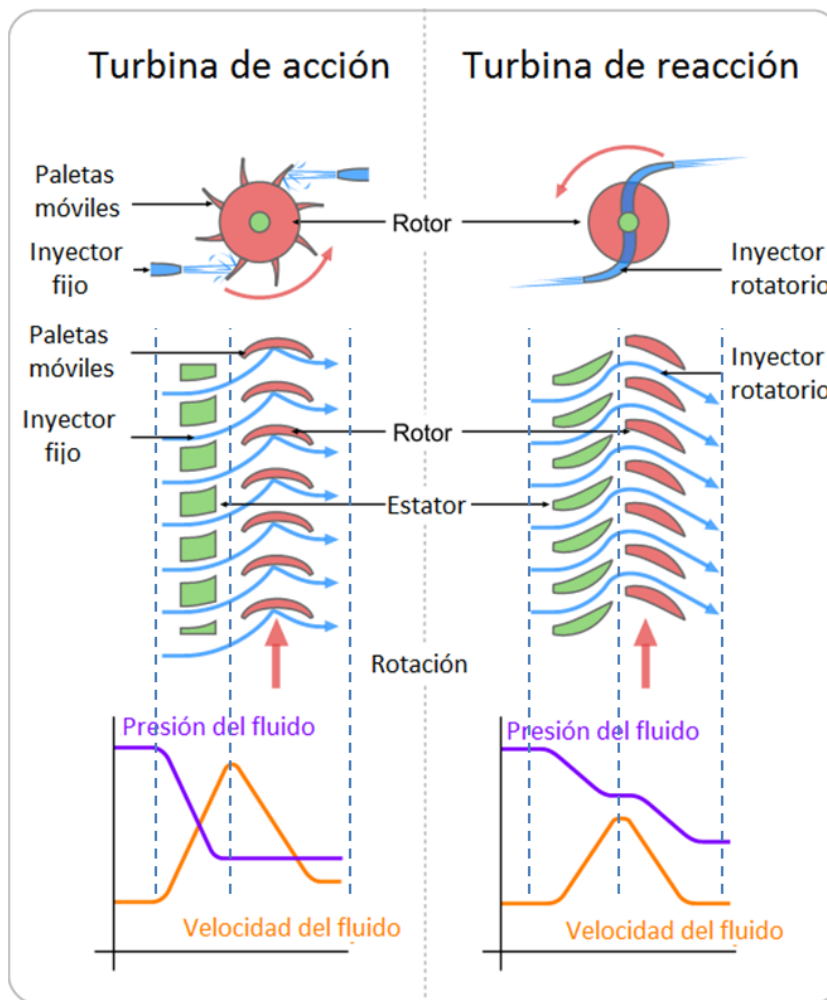 Turbina de acción
Turbina de reacción
Paletas
móviles
Rotor
Inyector
fijo
Inyector
rotatorio
Paletas
móviles
Inyector
rotatorio
Inyector
fijo
Rotor
Estator
Rotación
Presión del fluido
Presión del fluido
Velocidad del fluido
Velocidad del fluido